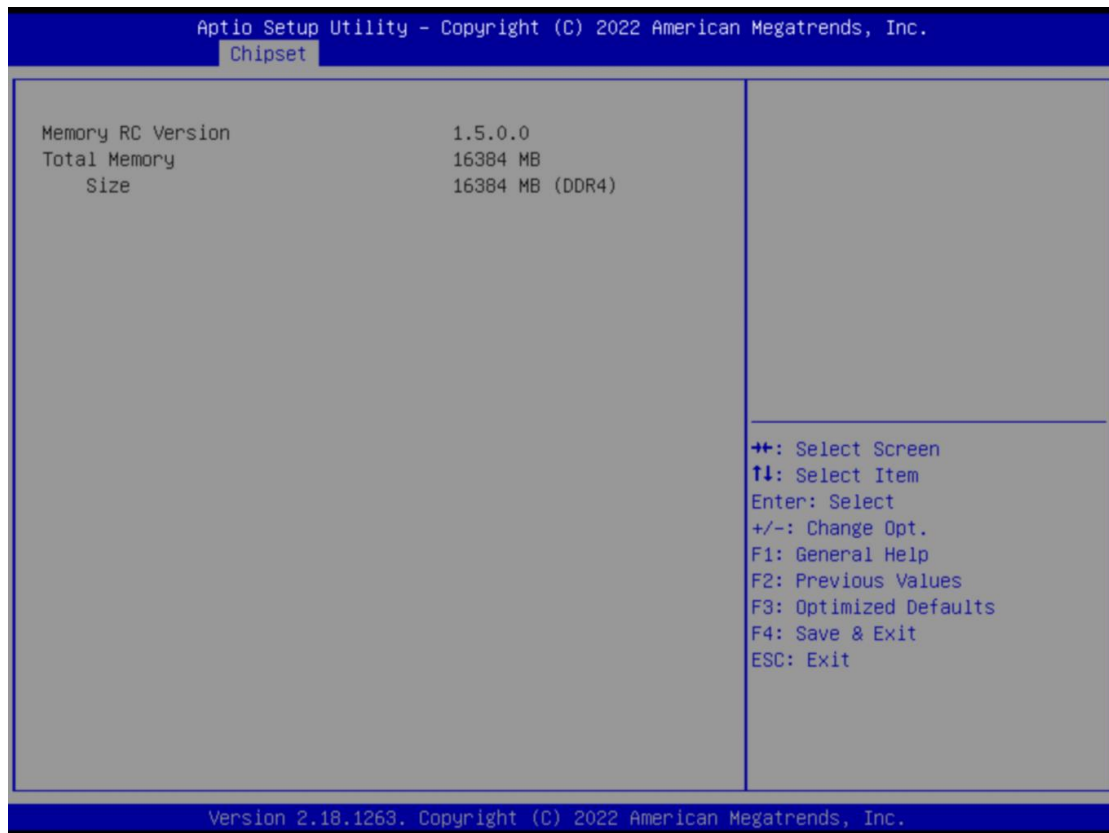 Aptio Setup Utility – Copyright (C) 2022 American Megatrends, Inc.
Chipset
Memory RC Version 1.5.0.0
Total Memory 16384 MB
Size 16384 MB (DDR4)
→←: Select Screen
↑↓: Select Item
Enter: Select
+/-: Change Opt.
F1: General Help
F2: Previous Values
F3: Optimized Defaults
F4: Save & Exit
ESC: Exit
Version 2.18.1263. Copyright (C) 2022 American Megatrends, Inc.